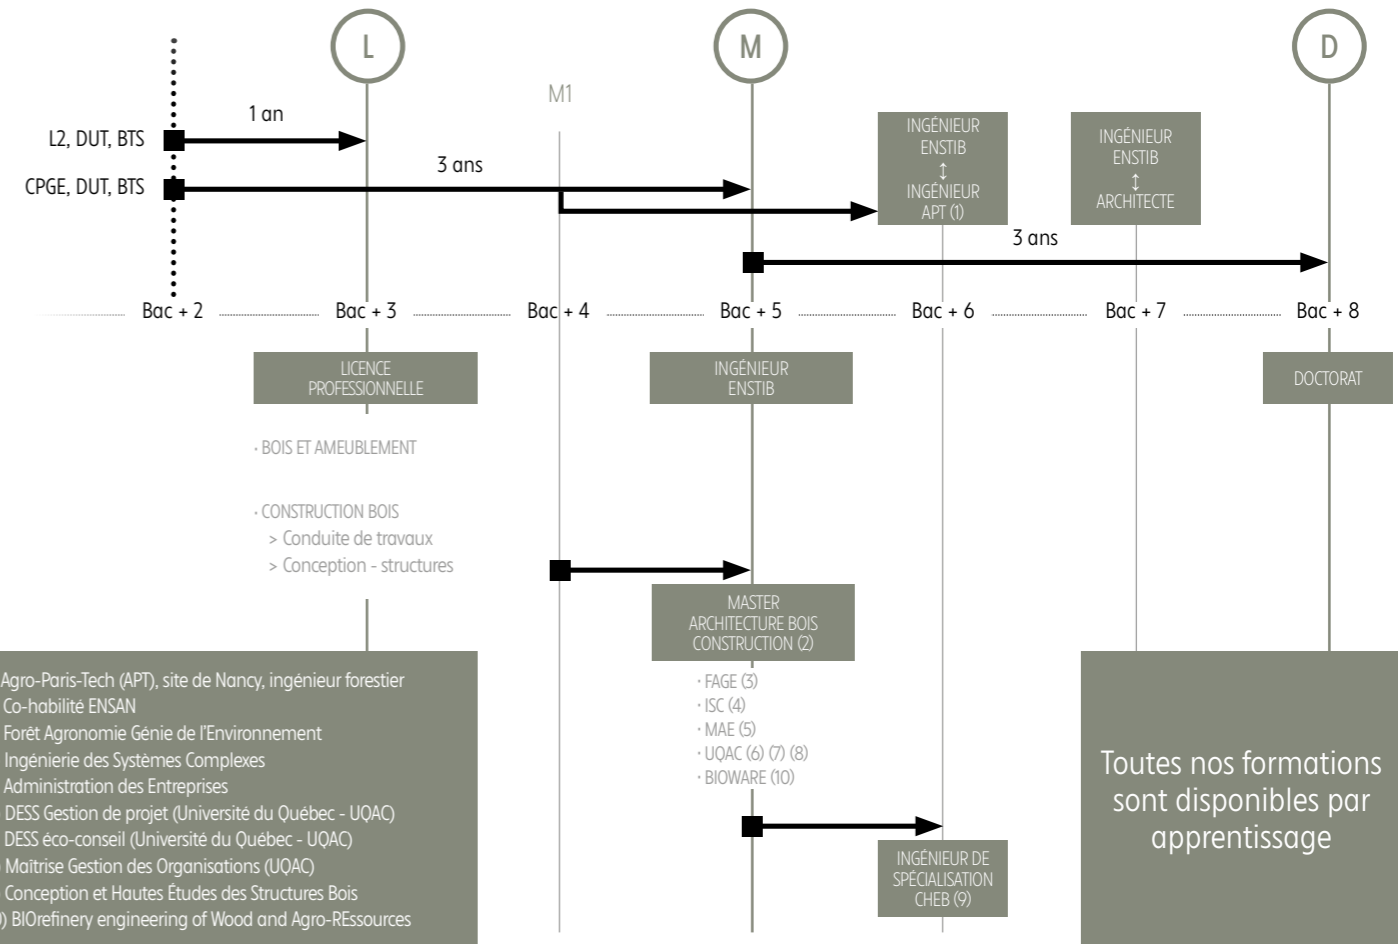 L
M
D
M1
1 an
L2, DUT, BTS
3 ans
CPGE, DUT, BTS
INGÉNIEUR
ENSTIB
↕
INGÉNIEUR
APT (1)
INGÉNIEUR
ENSTIB
↕
ARCHITECTE
3 ans
Bac + 2 Bac + 3 Bac + 4 Bac + 5 Bac + 6 Bac + 7 Bac + 8
LICENCE
PROFESSIONNELLE
INGÉNIEUR
ENSTIB
DOCTORAT
· BOIS ET AMEUBLEMENT
· CONSTRUCTION BOIS
> Conduite de travaux
> Conception - structures
MASTER
ARCHITECTURE BOIS
CONSTRUCTION (2)
· FAGE (3)
· ISC (4)
· MAE (5)
· UQAC (6) (7) (8)
· BIOWARE (10)
INGÉNIEUR DE
SPÉCIALISATION
CHEB (9)
Agro-Paris-Tech (APT), site de Nancy, ingénieur forestier
Co-habilité ENSAN
Forêt Agronomie Génie de l'Environnement
Ingénierie des Systèmes Complexes
Administration des Entreprises
DESS Gestion de projet (Université du Québec - UQAC)
DESS éco-conseil (Université du Québec - UQAC)
Maîtrise Gestion des Organisations (UQAC)
Conception et Hautes Études des Structures Bois
) BIOrefinery engineering of Wood and Agro-REssources
Toutes nos formations
sont disponibles par
apprentissage